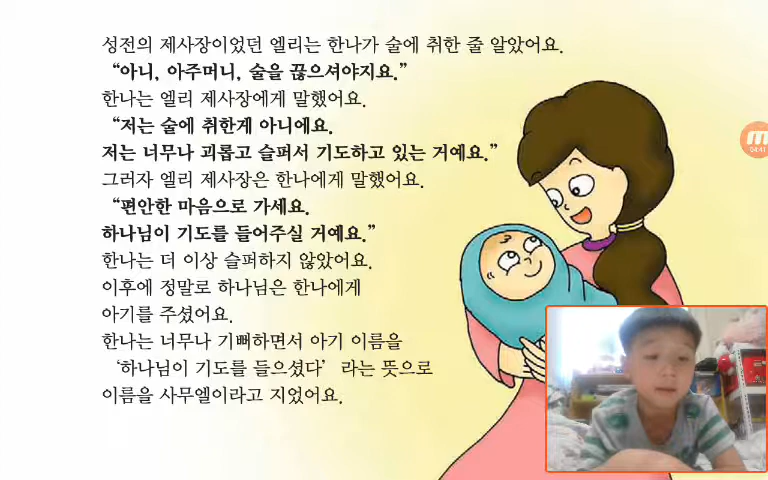 성전의 제사장이었던 엘리는 한나가 술에 취한 줄 알았어요.
“아니, 아주머니, 술을 끊으셔야지요.”
한나는 엘리 제사장에게 말했어요.
“저는 술에 취한게 아니에요.
저는 너무나 괴롭고 슬퍼서 기도하고 있는 거예요.”
그러자 엘리 제사장은 한나에게 말했어요.
“편안한 마음으로 가세요.
하나님이 기도를 들어주실 거예요.”
한나는 더 이상 슬퍼하지 않았어요.
이후에 정말로 하나님은 한나에게
아기를 주셨어요.
한나는 너무나 기뻐하면서 아기 이름을
‘하나님이 기도를 들으셨다’ 라는 뜻으로
이름을 사무엘이라고 지었어요.